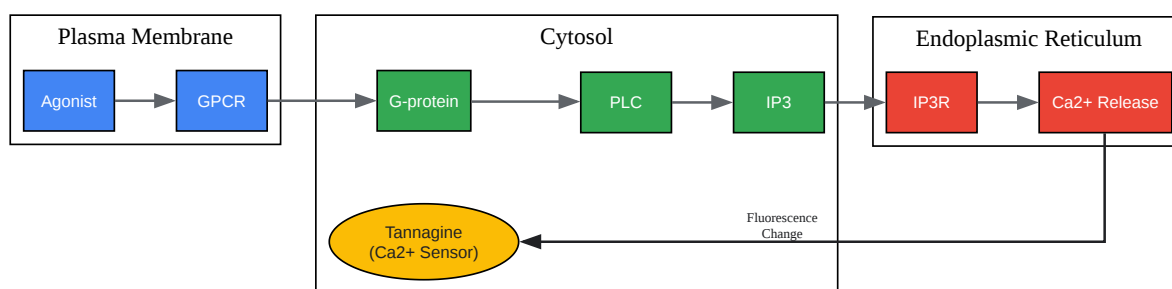 Plasma Membrane
Cytosol
Endoplasmic Reticulum
Agonist
GPCR
G-protein
PLC
IP3
IP3R
Ca2+ Release
Fluorescence
Change
Tannagine
(Ca2+ Sensor)